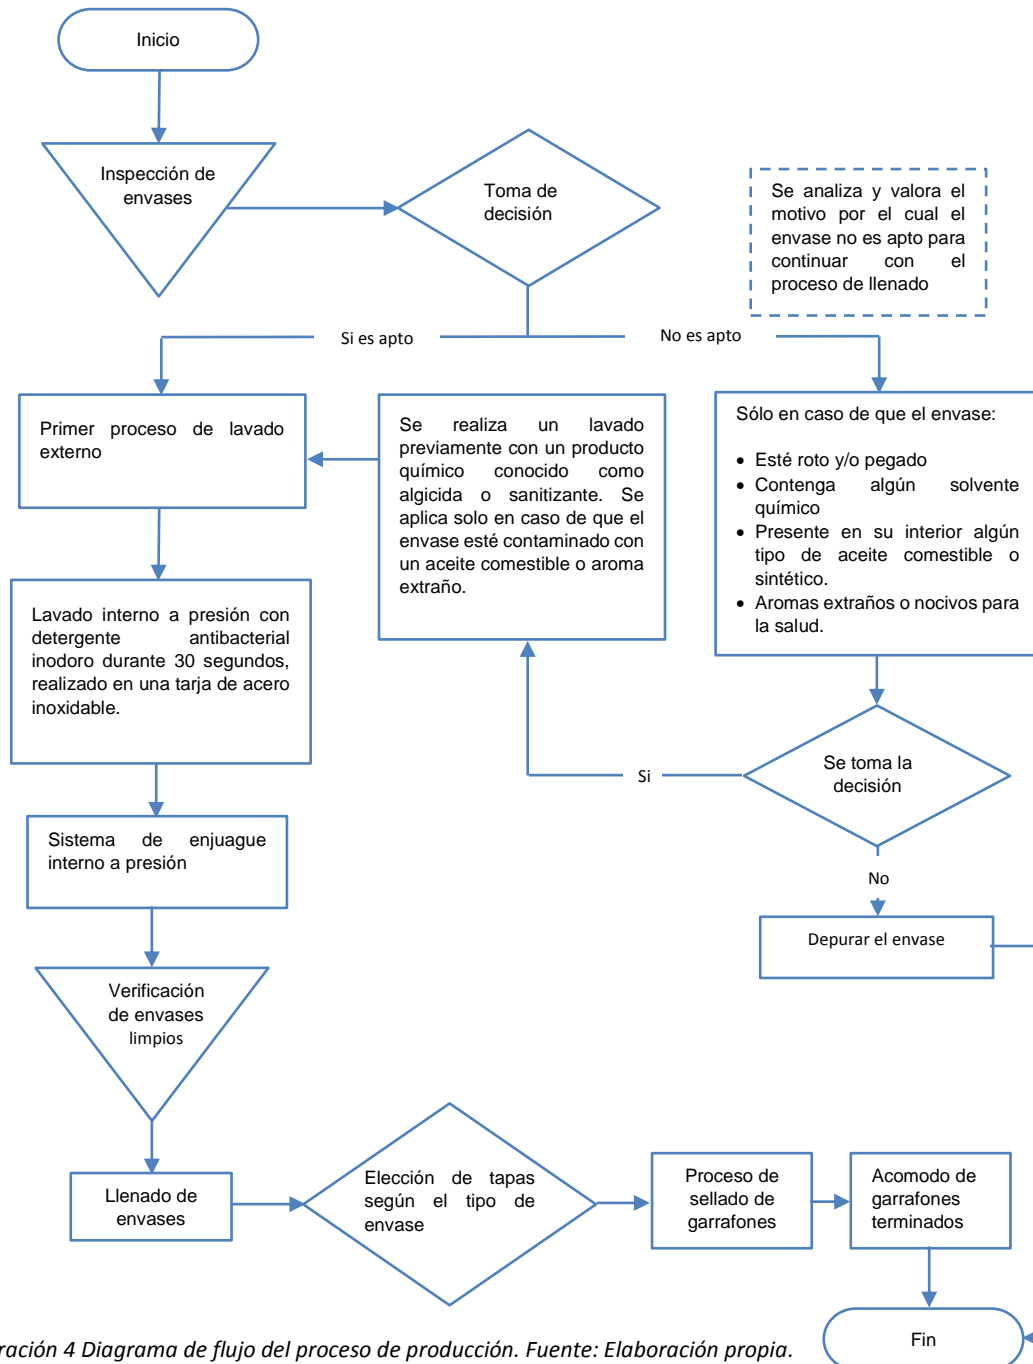 Inicio
Inspección de
envases
Toma de
decisión
Se analiza y valora el
motivo por el cual el
envase no es apto para
continuar con el
proceso de llenado
Si es apto
No es apto
Primer proceso de lavado
externo
Se realiza un lavado
previamente con un producto
químico conocido como
algicida o sanitizante. Se
aplica solo en caso de que el
envase esté contaminado con
un aceite comestible o aroma
extraño.
Sólo en caso de que el envase:
• Esté roto y/o pegado
• Contenga algún solvente
químico
• Presente en su interior algún
tipo de aceite comestible o
sintético.
• Aromas extraños o nocivos para
la salud.
Lavado interno a presión con
detergente antibacterial
inodoro durante 30 segundos,
realizado en una tarja de acero
inoxidable.
Se toma la
decisión
Si
No
Sistema de enjuague
interno a presión
Depurar el envase
Verificación
de envases
limpios
Llenado de
envases
Elección de tapas
según el tipo de
envase
Proceso de
sellado de
garrafones
Acomodo de
garrafones
terminados
Fin
ración 4 Diagrama de flujo del proceso de producción. Fuente: Elaboración propia.